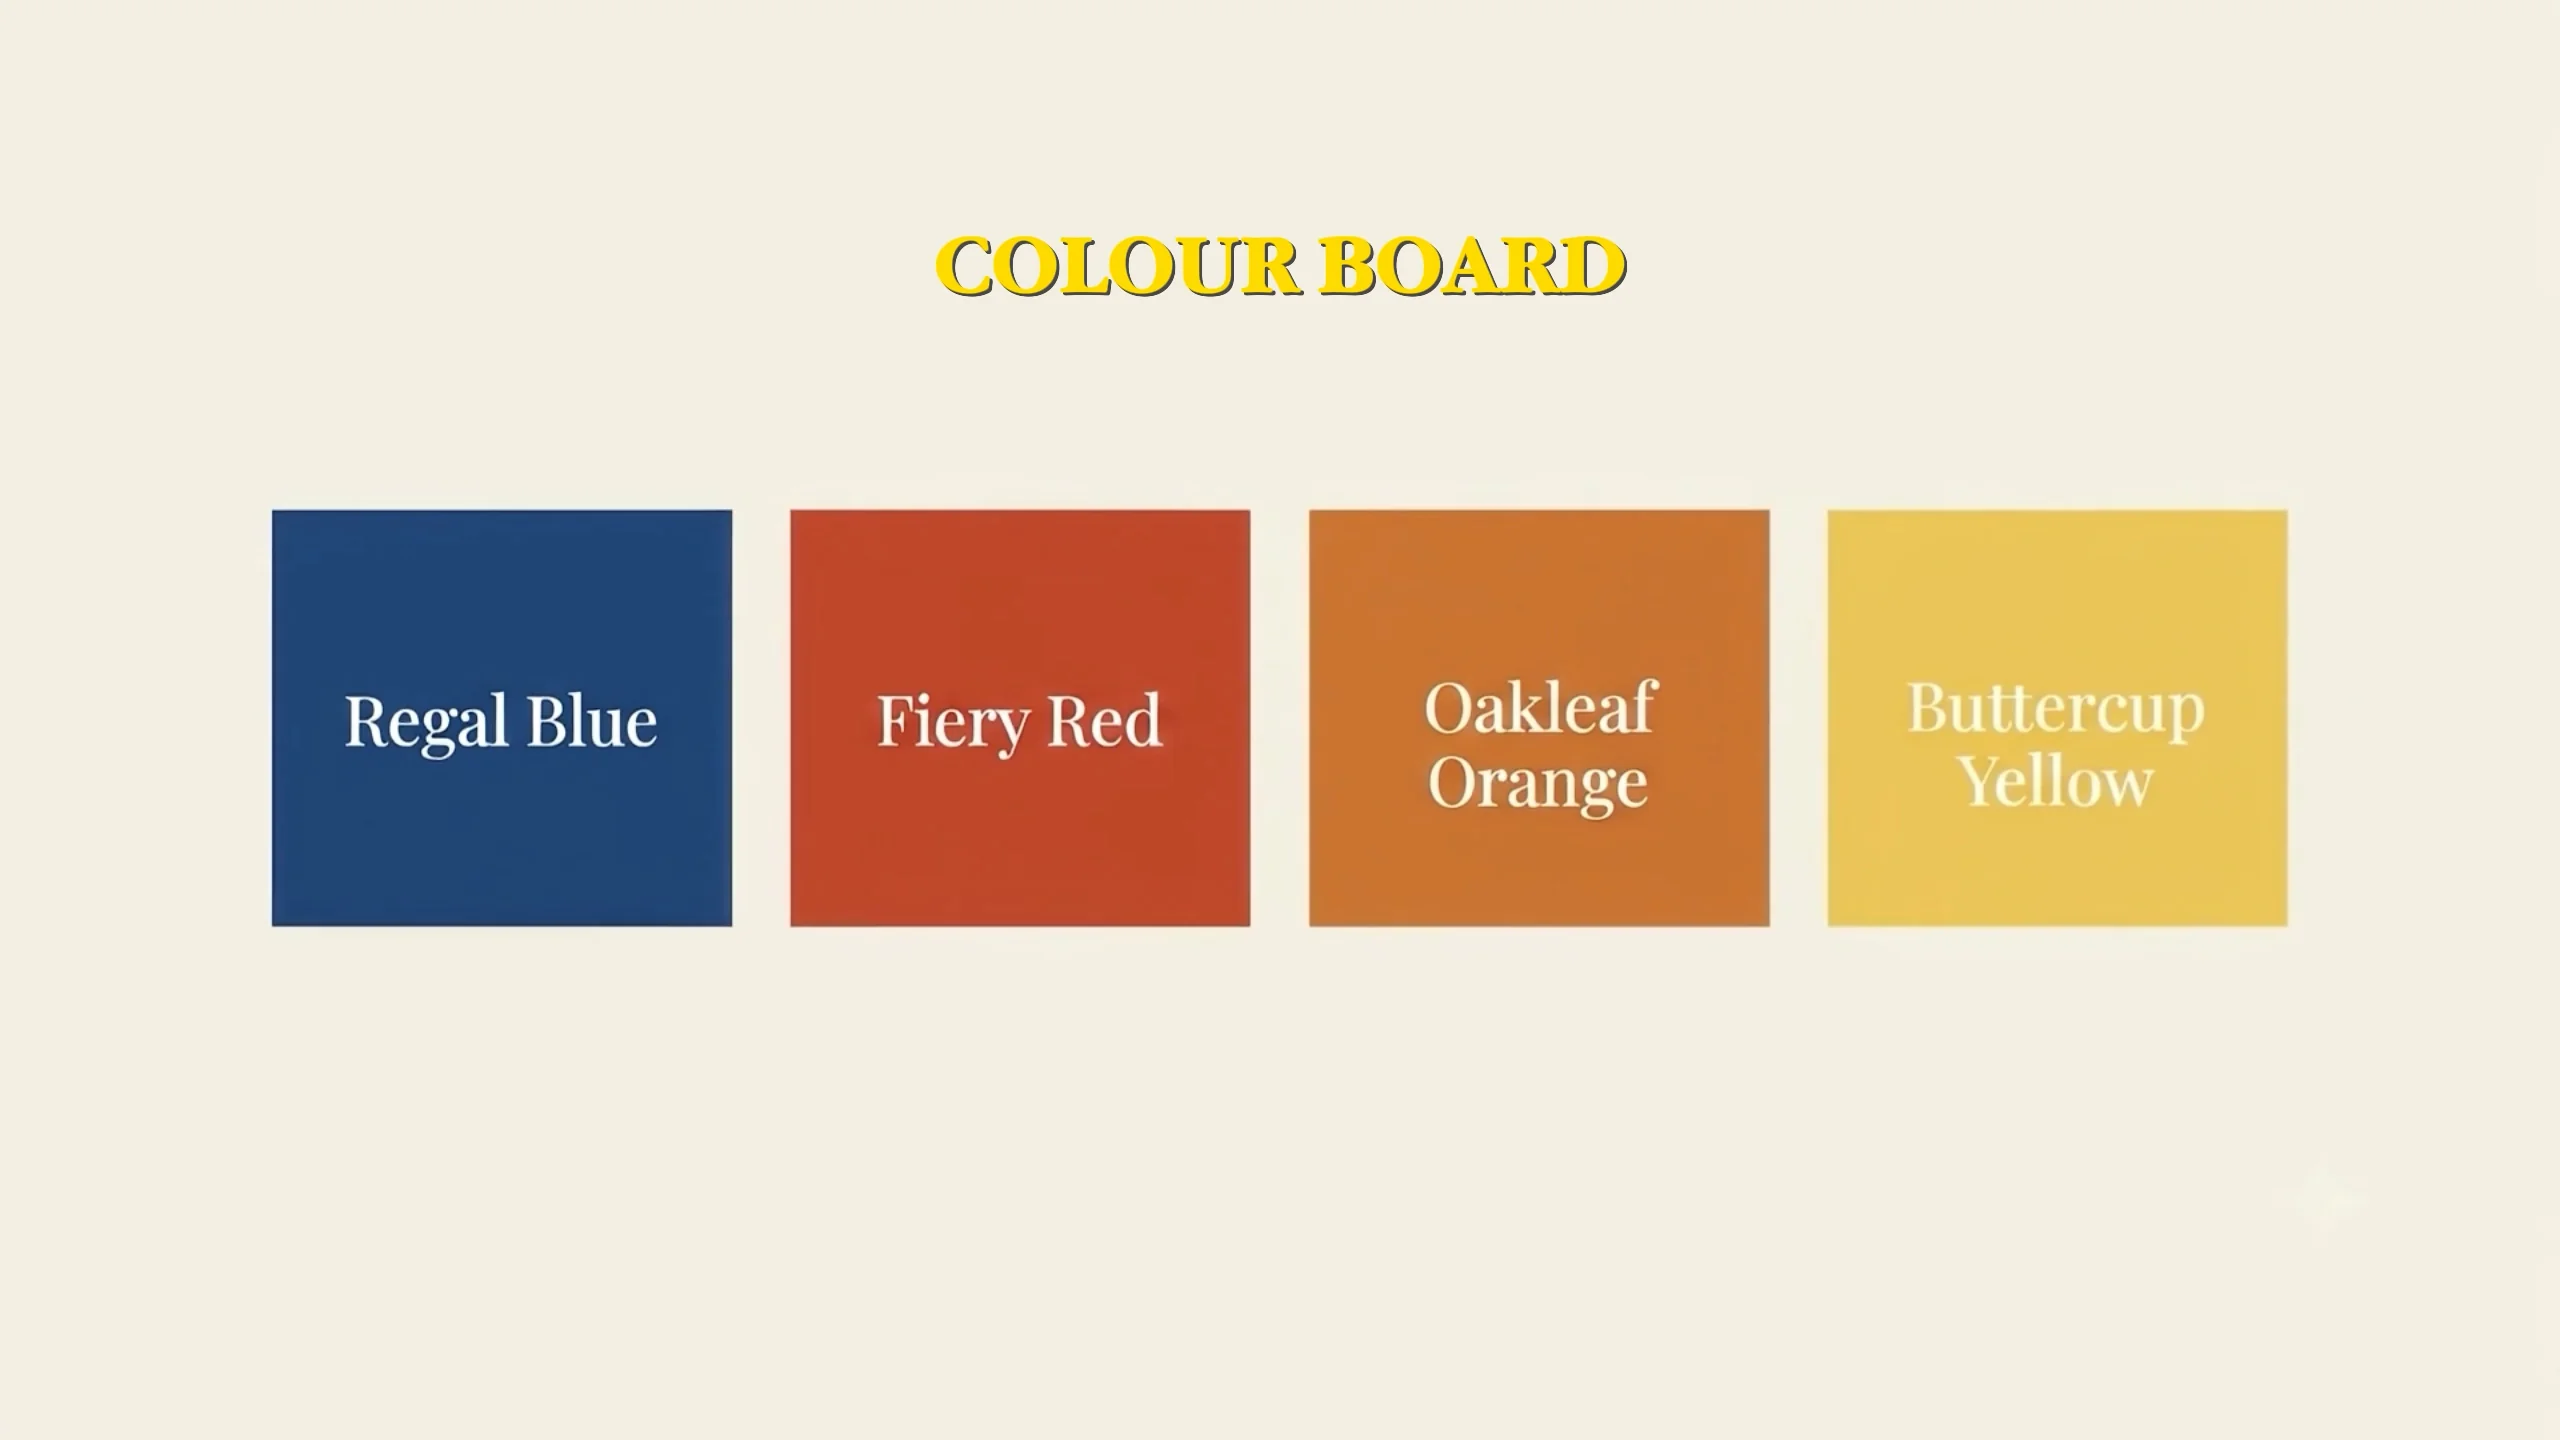 COLOUR BOARD
Regal Blue
Fiery Red
Oakleaf
Orange
Buttercup
Yellow